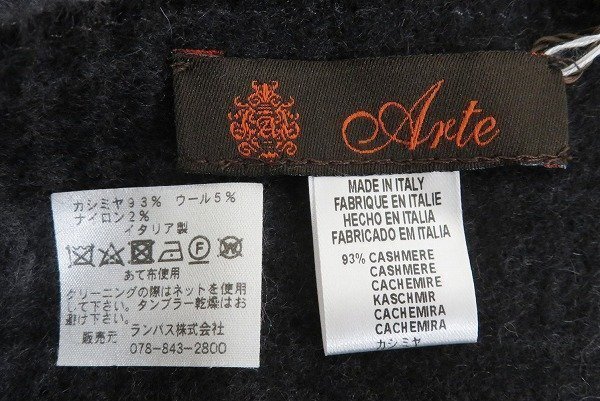 A
Arte
MADE IN ITALY
FABRIQUE EN ITALIE
HECHO EN ITALIA
FABRICADO EM ITALIA
93% CASHMERE
CASHMERE
CACHEMIRE
KASCHMIR
CACHEMIRA
CACHEMIRA
カシミヤ
カシミヤ93% ウール5%
ナイロン2%
イタリア製
F W
あて布使用
クリーニングの際はネットを使使用
して下さい。タンブラー乾燥はお
避け下さい。
販売元 ランバス株式会社
078-843-2800